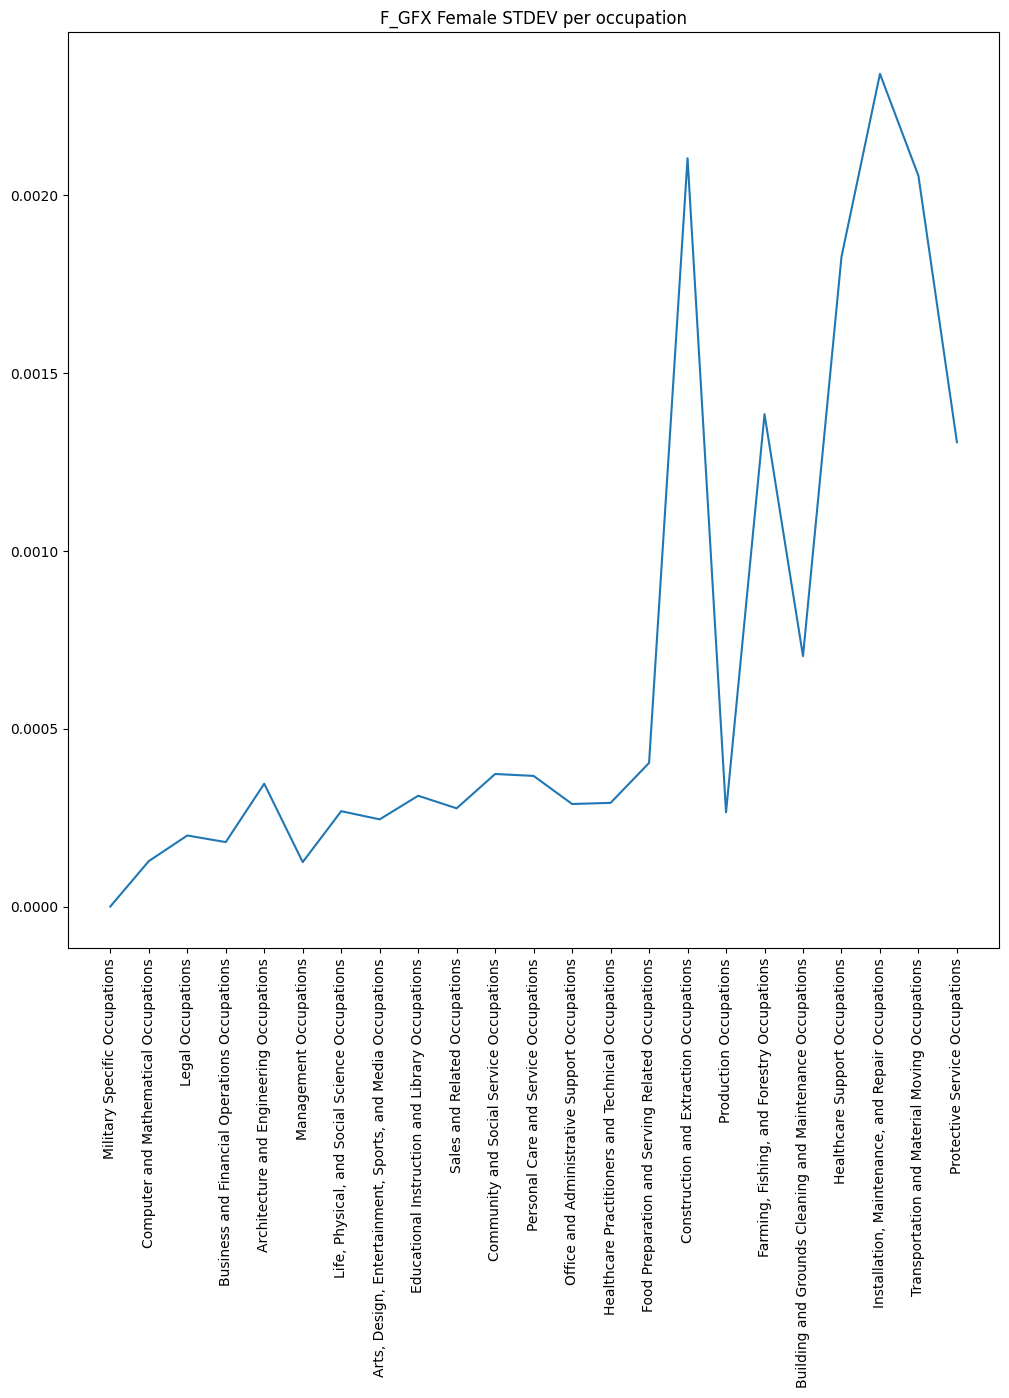 F_GFX Female STDEV per occupation
0.0020
0.0015
0.0010
0.0005
0.0000
Military Specific Occupations
Computer and Mathematical Occupations
Legal Occupations
Business and Financial Operations Occupations
Architecture and Engineering Occupations
Management Occupations
Life, Physical, and Social Science Occupations
Arts, Design, Entertainment, Sports, and Media Occupations
Educational Instruction and Library Occupations
Sales and Related Occupations
Community and Social Service Occupations
Personal Care and Service Occupations
Office and Administrative Support Occupations
Healthcare Practitioners and Technical Occupations
Food Preparation and Serving Related Occupations
Construction and Extraction Occupations
Production Occupations
Farming, Fishing, and Forestry Occupations
Building and Grounds Cleaning and Maintenance Occupations
Healthcare Support Occupations
Installation, Maintenance, and Repair Occupations
Transportation and Material Moving Occupations
Protective Service Occupations